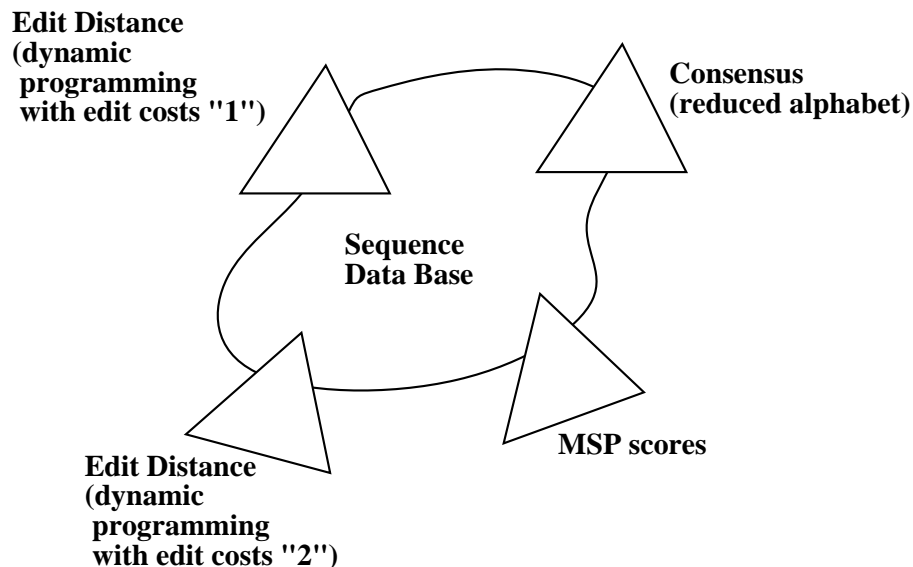 Edit Distance
(dynamic
programming
with edit costs "1")
Consensus
(reduced alphabet)
Sequence
Data Base
MSP scores
Edit Distance
(dynamic
programming
with edit costs "2")